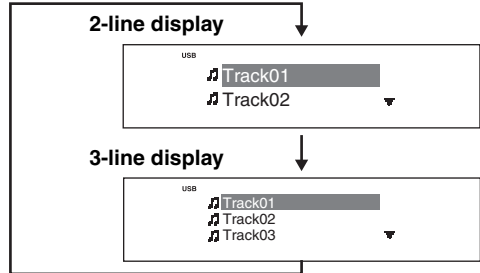 2-line display
USB
Track01
Track02
3-line display
USB
Track01
Track02
Track03